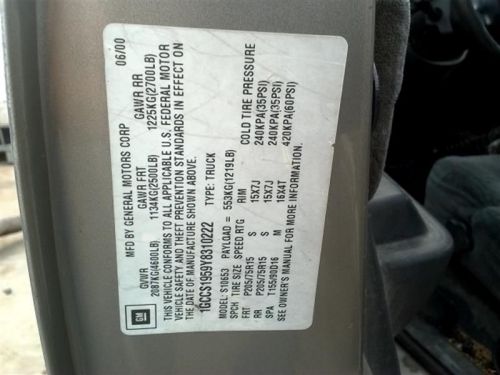 MFD BY GENERAL MOTORS CORP 06/00
GVWR GAWR FRT GAWR RR
2087KG(4600LB) 1134KG(2500LB) 1225KG(2700LB)
THIS VEHICLE CONFORMS TO ALL APPLICABLE U.S. FEDERAL MOTOR
VEHICLE SAFETY AND THEFT PREVENTION STANDARDS IN EFFECT ON
THE DATE OF MANUFACTURE SHOWN ABOVE.
1GCCS1959Y8310222 TYPE: TRUCK
MODEL: S10653 PAYLOAD = 553KG(1219LB)
SPCH TIRE SIZE SPEED RTG RIM COLD TIRE PRESSURE
FRT P205/75R15 S 15X7J 240KPA(35PSI)
RR P205/75R15 S 15X7J 240KPA(35PSI)
SPA T155/90D16 M 16X4T 420KPA(60PSI)
SEE OWNER'S MANUAL FOR MORE INFORMATION.
GM